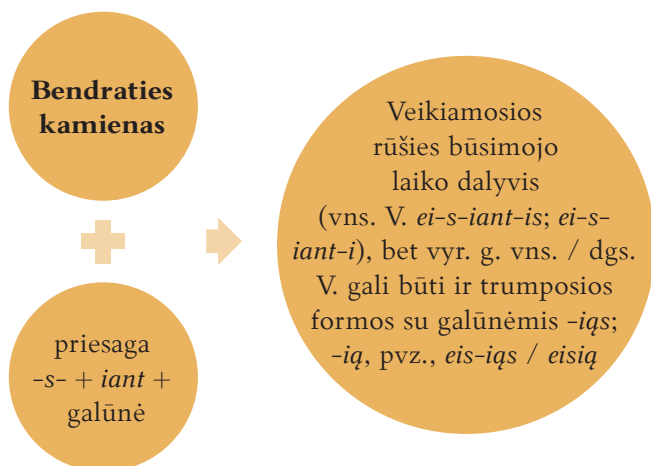 Bendraties
kamienas
priesaga
-s- + iant +
galūnė
Veikiamosios
rūšies būsimojo
laiko dalyvis
(vns. V. ei-s-iant-is; ei-s-
iant-i), bet vyr. g. vns. / dgs.
V. gali būti ir trumposios
formos su galūnėmis -iąs;
-ią, pvz., eis-iąs / eisią